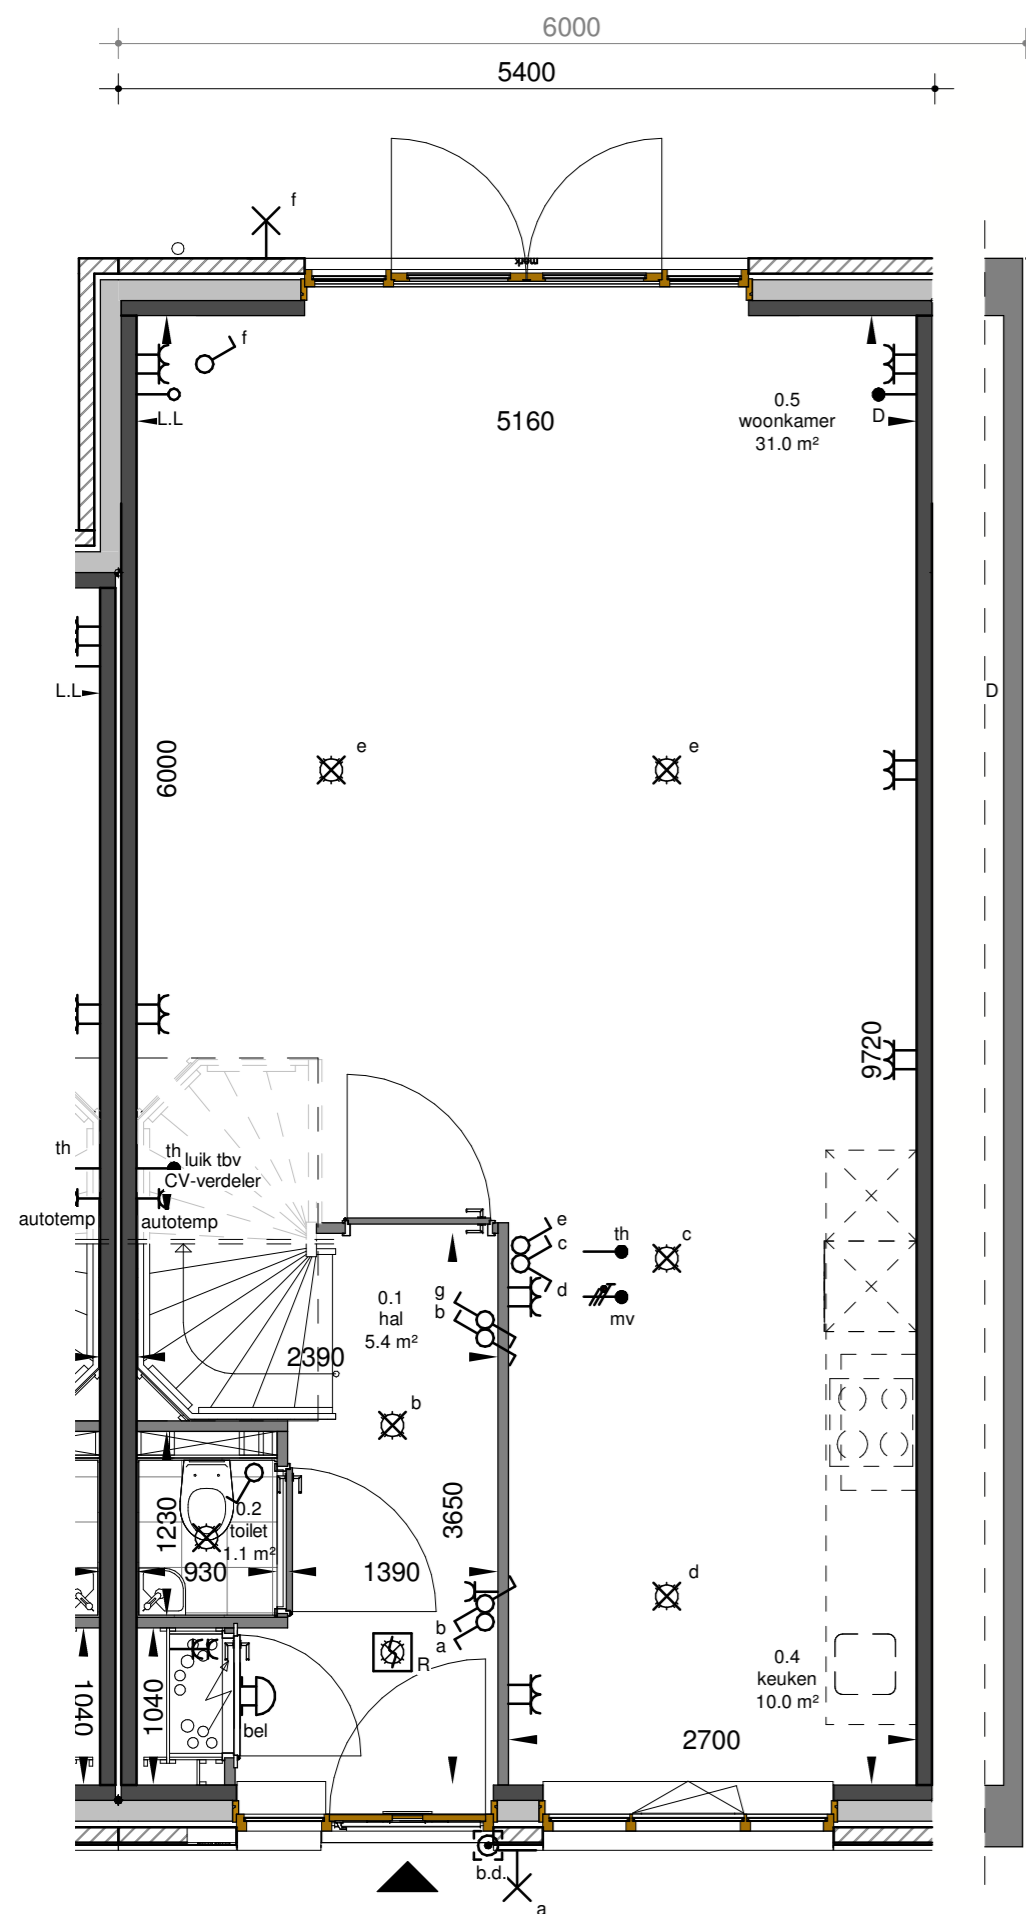 6000
5400
f
merk
f
L.L
5160
0.5
woonkamer
31.0 m²
D
L.L
D
6000
e
e
9720
th
th
luik tbv
CV-verdeler
autotemp
autotemp
e
c
th
c
d
mv
g
b
0.1
hal
5.4 m²
2390
b
1230
0.2
toilet
1.1 m²
930
3650
1390
d
b
a
R
0.4
keuken
10.0 m²
1040
1040
bel
2700
b.d.
a